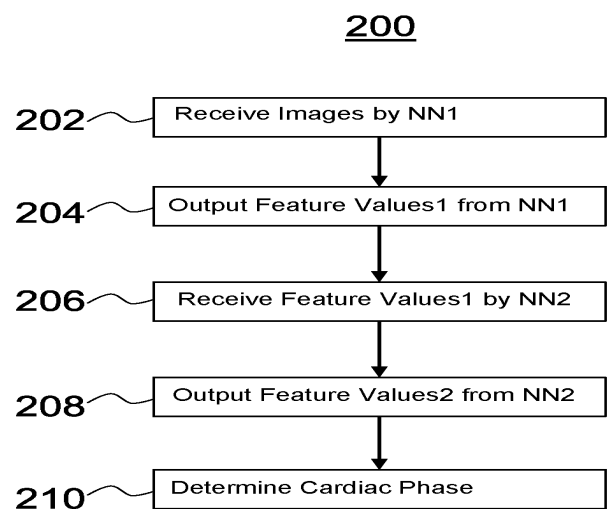 200
202 Receive Images by NN1
204 Output Feature Values1 from NN1
206 Receive Feature Values1 by NN2
208 Output Feature Values2 from NN2
210 Determine Cardiac Phase